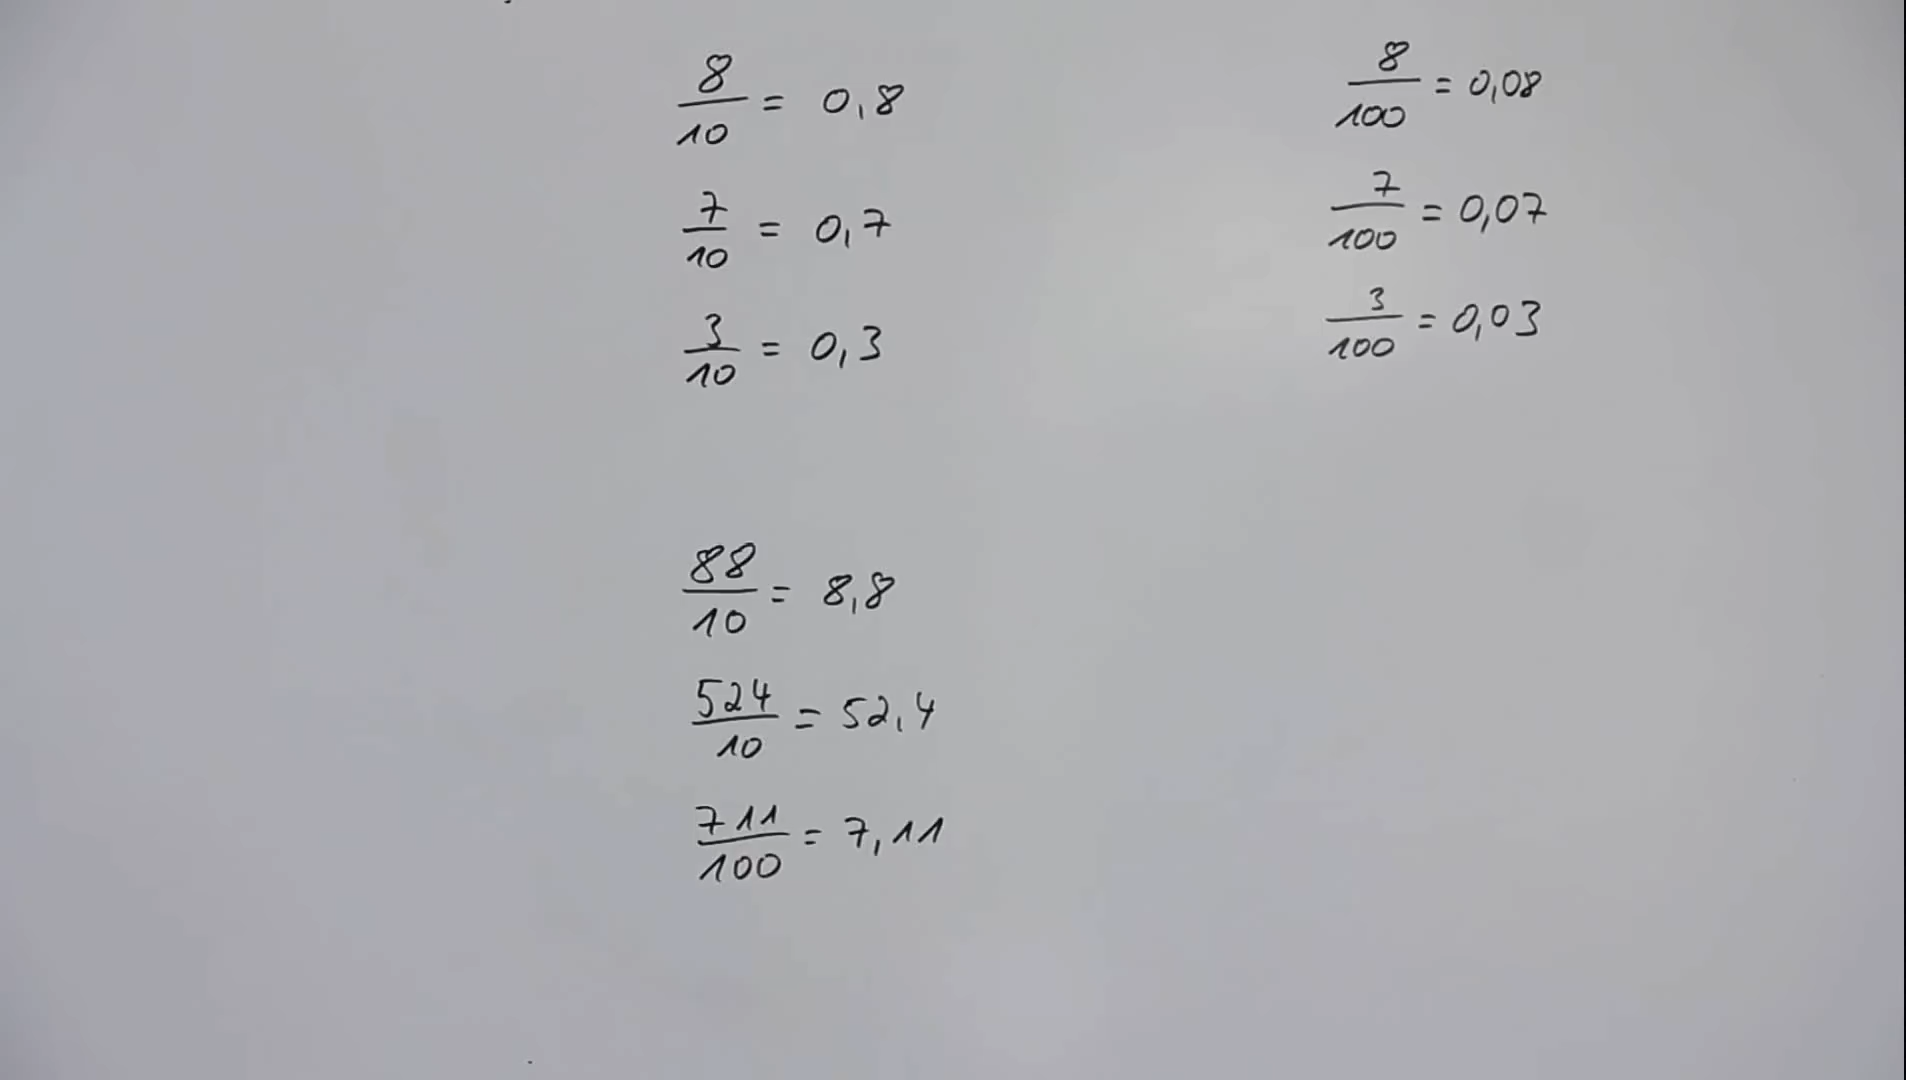 8/10 = 0,8
7/10 = 0,7
3/10 = 0,3
8/100 = 0,08
7/100 = 0,07
3/100 = 0,03
88/10 = 8,8
524/10 = 52,4
711/100 = 7,11